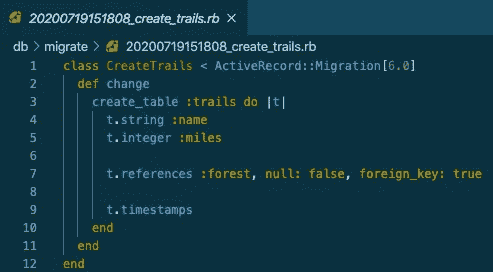 20200719151808_create_trails.rb ×
db > migrate > 20200719151808_create_trails.rb
1 class CreateTrails < ActiveRecord::Migration[6.0]
2   def change
3     create_table :trails do |t|
4       t.string :name
5       t.integer :miles
6
7       t.references :forest, null: false, foreign_key: true
8
9       t.timestamps
10     end
11   end
12 end